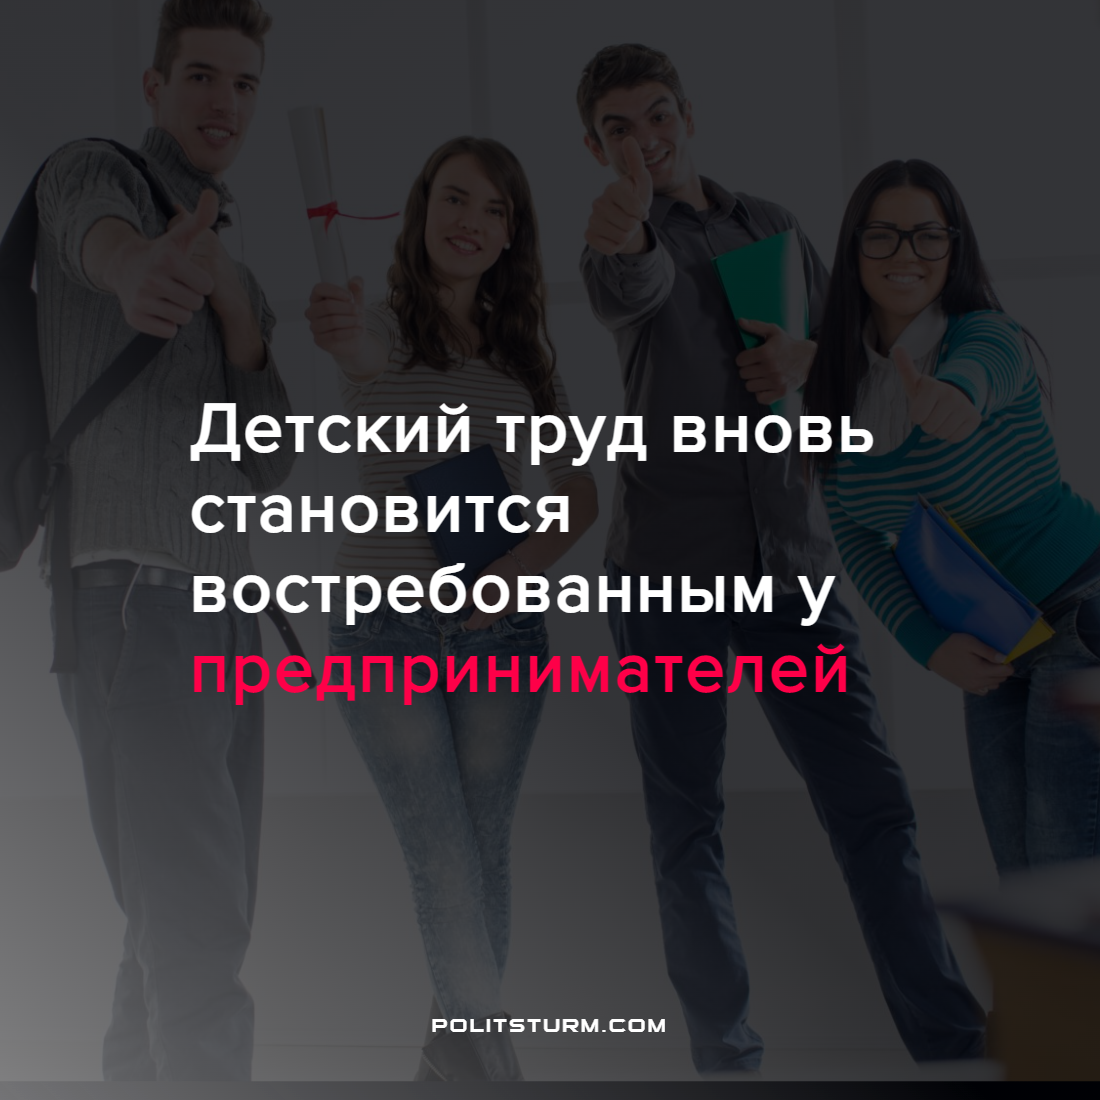 Детский труд вновь
становится
востребованным у
предпринимателей
POLITSTURM.COM